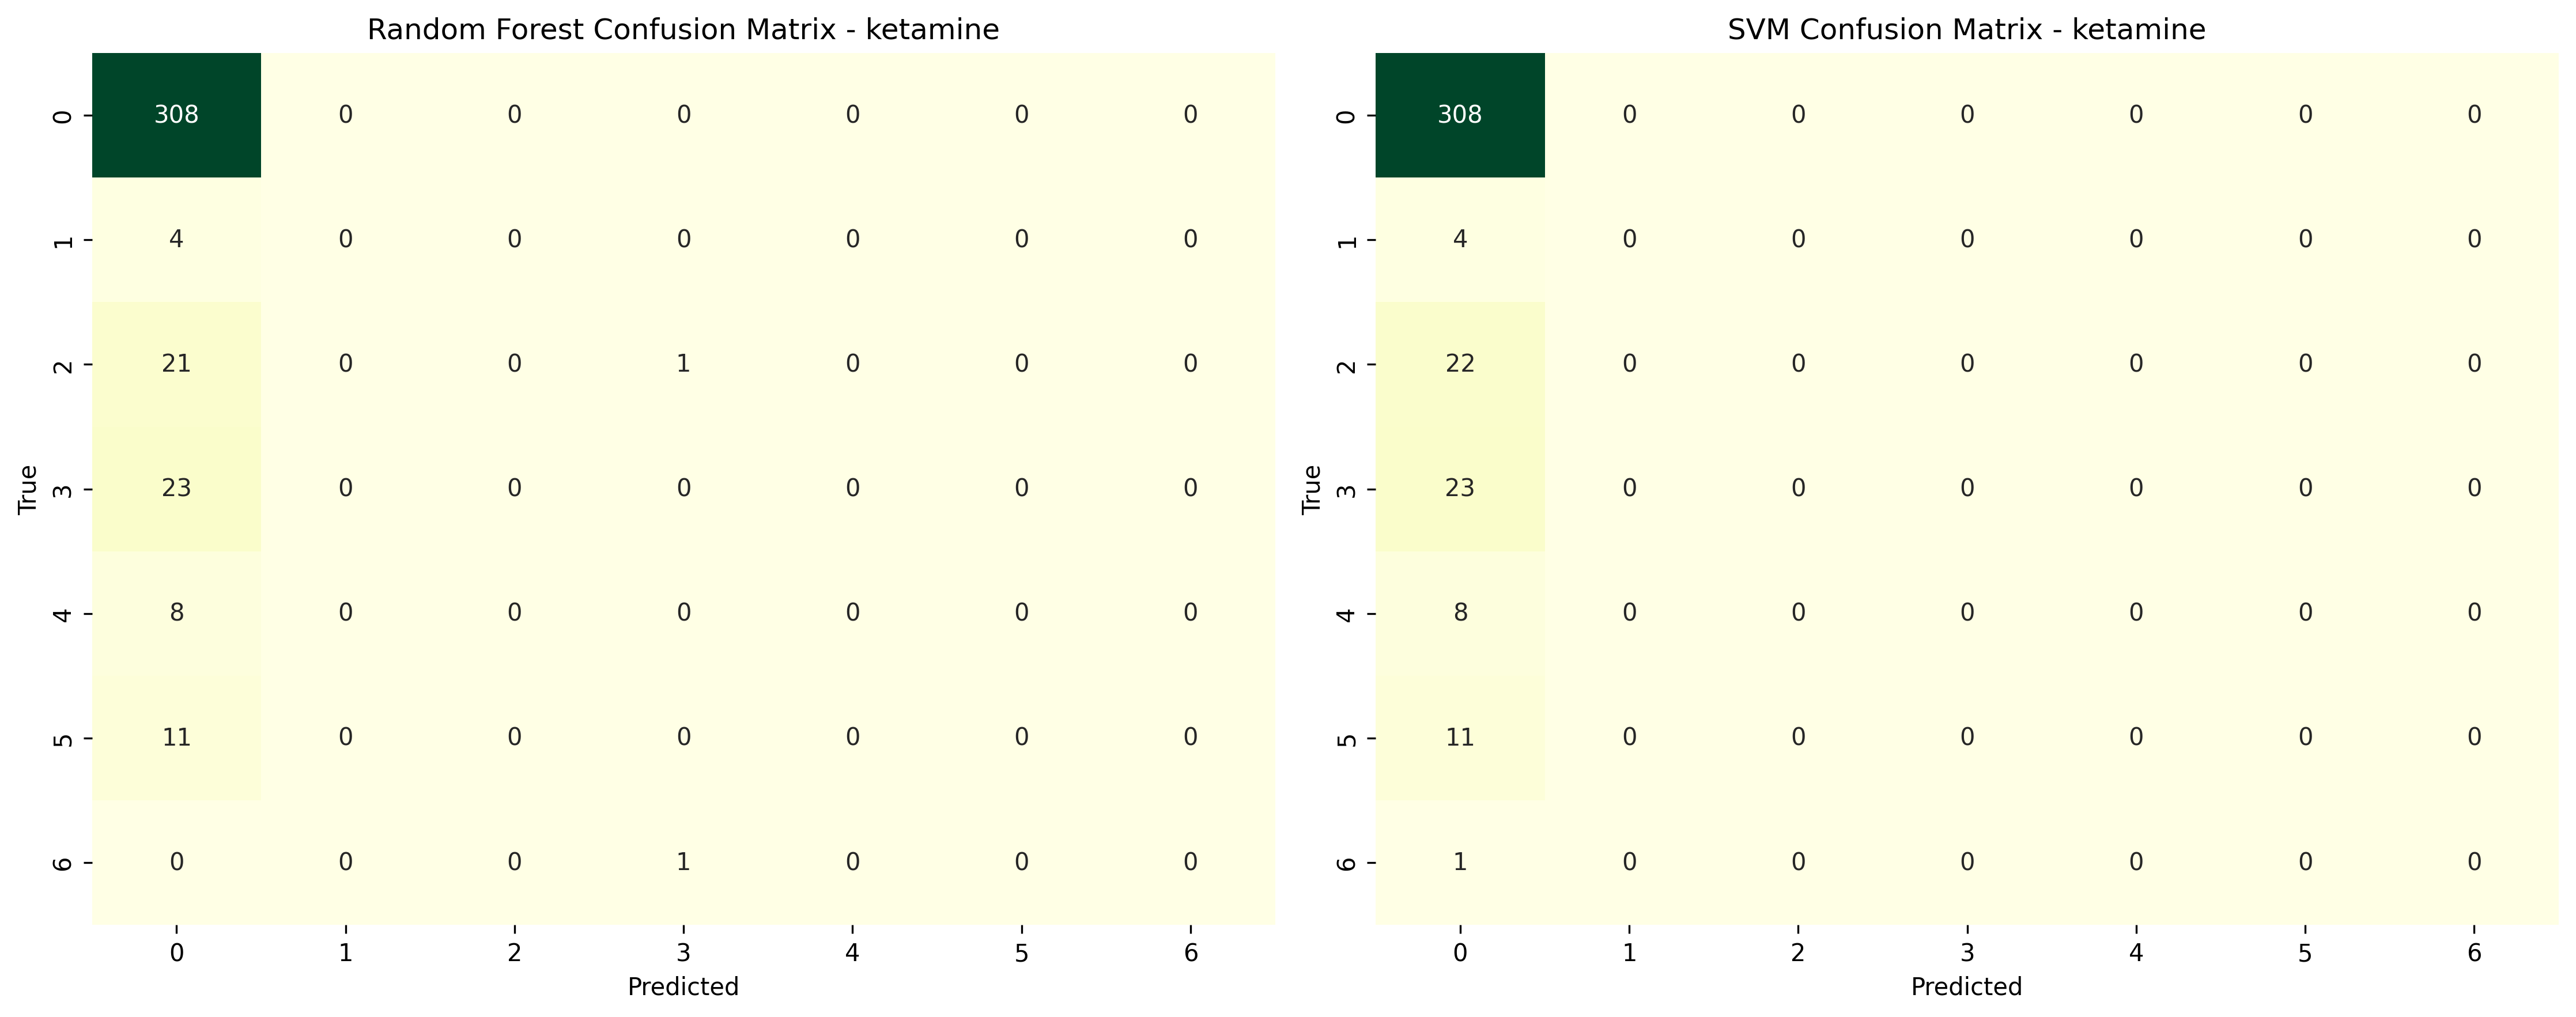 Random Forest Confusion Matrix - ketamine
True
0 308 0 0 0 0 0 0
1 4 0 0 0 0 0 0
2 21 0 0 1 0 0 0
3 23 0 0 0 0 0 0
4 8 0 0 0 0 0 0
5 11 0 0 0 0 0 0
6 0 0 0 1 0 0 0
0 1 2 3 4 5 6
Predicted
SVM Confusion Matrix - ketamine
True
0 308 0 0 0 0 0 0
1 4 0 0 0 0 0 0
2 22 0 0 0 0 0 0
3 23 0 0 0 0 0 0
4 8 0 0 0 0 0 0
5 11 0 0 0 0 0 0
6 1 0 0 0 0 0 0
0 1 2 3 4 5 6
Predicted